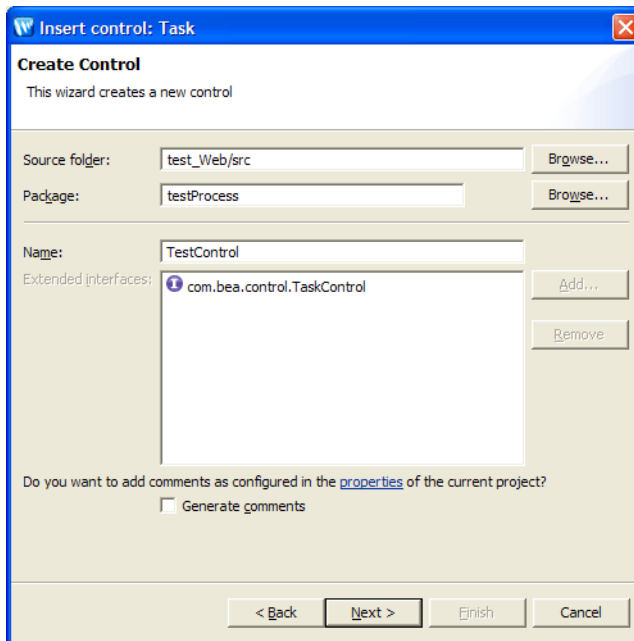 Insert control: Task
Create Control
This wizard creates a new control
Source folder: test_Web/src Browse...
Package: testProcess Browse...
Name: TestControl
Extended interfaces: com.bea.control.TaskControl Add...
Remove
Do you want to add comments as configured in the properties of the current project?
Generate comments
< Back Next > Finish Cancel